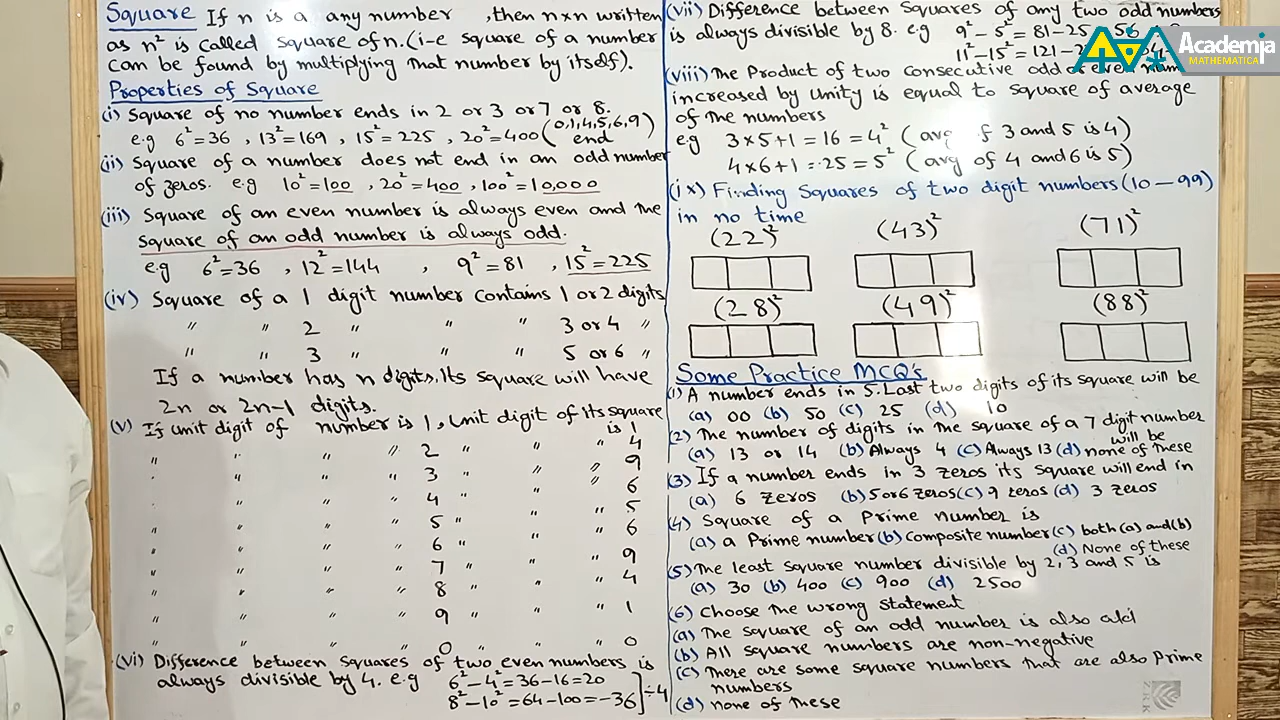 Square If n is a any number , then n×n written
as n² is called square of n. (i-e square of a number
can be found by multiplying that number by itself).
Properties of Square
(i) Square of no number ends in 2 or 3 or 7 or 8.
e.g 6²=36 , 13²=169 , 15²=225 , 20²=400 (0,1,4,5,6,9) end
(ii) Square of a number does not end in an odd number
of zeros. e.g 10²=100 , 20²=400 , 100²=10,000
(iii) Square of an even number is always even and the
square of an odd number is always odd.
e.g 6²=36 , 12²=144 , 9²=81 , 15²=225
(iv) Square of a 1 digit number contains 1 or 2 digits
" " 2 " " " 3 or 4 "
" " 3 " " " 5 or 6 "
If a number has n digits, Its square will have
2n or 2n-1 digits.
(v) If unit digit of number is 1, Unit digit of its square is 1
" " " " 2 " " " 4
" " " " 3 " " " 9
" " " " 4 " " " 6
" " " " 5 " " " 5
" " " " 6 " " " 6
" " " " 7 " " " 9
" " " " 8 " " " 4
" " " " 9 " " " 1
" " " " 0 " " " 0
(vi) Difference between squares of two even numbers is
always divisible by 4. e.g 6²-4²=36-16=20
8²-10²=64-100=-36] ÷4
(vii) Difference between squares of any two odd numbers
is always divisible by 8. e.g 9²-5²=81-25 56
11²-15²=121-2
Academia
MATHEMATICA
(viii) The Product of two consecutive odd or even num
increased by unity is equal to square of average
of the numbers
e.g 3×5+1=16=4² (avg of 3 and 5 is 4)
4×6+1=25=5² (avg of 4 and 6 is 5)
(ix) Finding Squares of two digit numbers (10-99)
in no time
(22)² (43)² (71)²
(28)² (49)² (88)²
Some Practice MCQ's
(1) A number ends in 5. Last two digits of its square will be
(a) 00 (b) 50 (c) 25 (d) 10
(2) The number of digits in the square of a 7 digit number will be
(a) 13 or 14 (b) Always 4 (c) Always 13 (d) none of these
(3) If a number ends in 3 zeros its square will end in
(a) 6 zeros (b) 5 or 6 zeros (c) 9 zeros (d) 3 zeros
(4) Square of a Prime number is
(a) a Prime number (b) composite number (c) both (a) and (b)
(d) None of these
(5) The least square number divisible by 2, 3 and 5 is
(a) 30 (b) 400 (c) 900 (d) 2500
(6) Choose the wrong statement
(a) The square of an odd number is also odd
(b) All square numbers are non-negative
(c) There are some square numbers that are also Prime
numbers
(d) none of these
ZRK